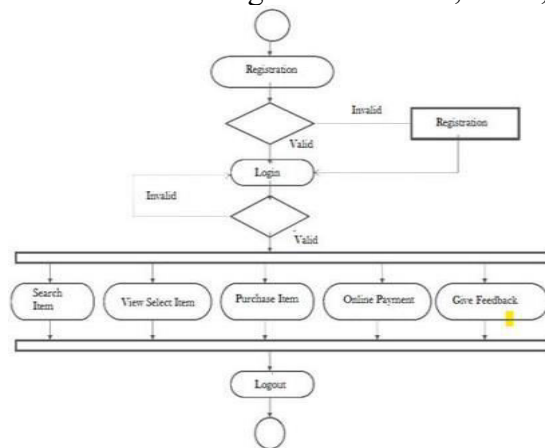 Registration
Invalid
Registration
Valid
Login
Invalid
Valid
Search
Item
View Select Item
Purchase Item
Online Payment
Give Feedback
Logout